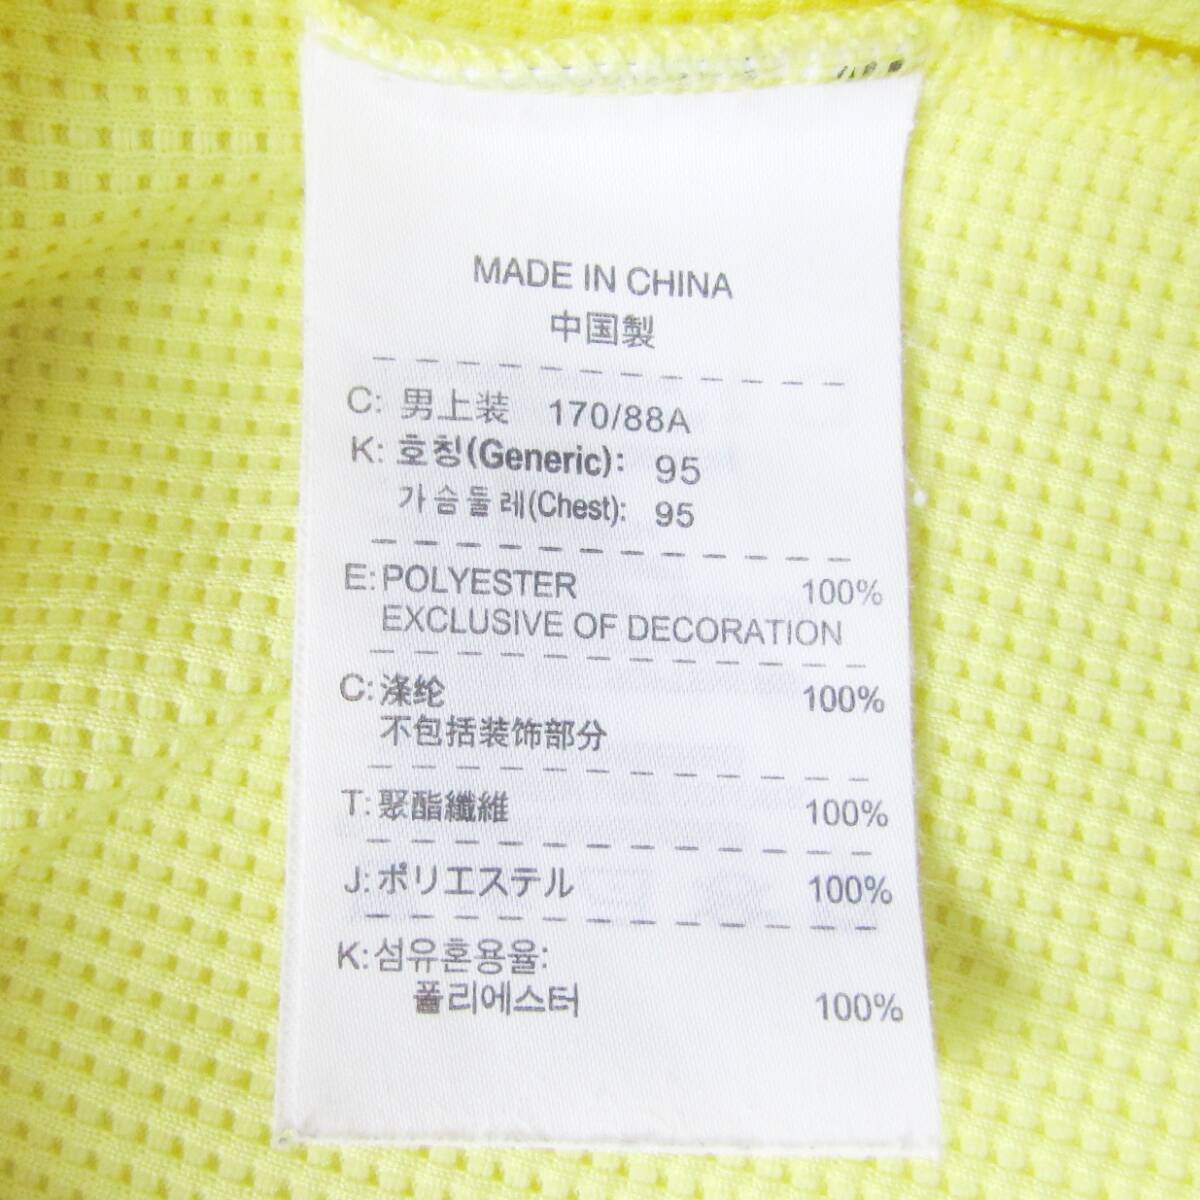 MADE IN CHINA
中国製
C: 男上装 170/88A
K: 호칭(Generic): 95
가슴둘레(Chest): 95
E: POLYESTER 100%
EXCLUSIVE OF DECORATION
C: 涤纶 100%
不包括装饰部分
T: 聚酯纖維 100%
J: ポリエステル 100%
K: 섬유혼용율:
폴리에스터 100%